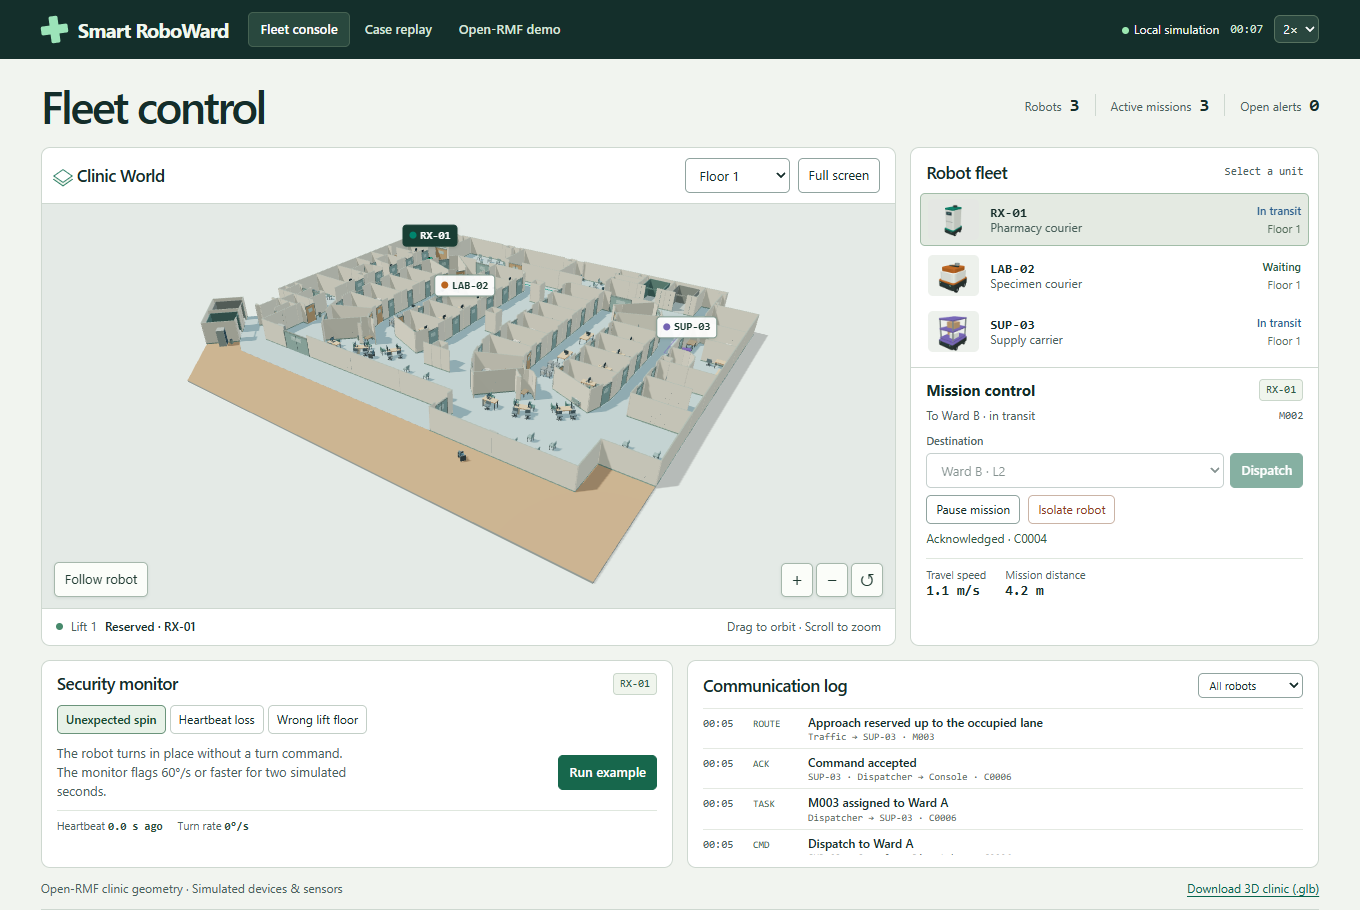 Smart RoboWard
Fleet console
Case replay
Open-RMF demo
Local simulation 00:07 2×
Fleet control
Robots 3
Active missions 3
Open alerts 0
Clinic World
Floor 1
Full screen
RX-01
LAB-02
SUP-03
Follow robot
+ − ↺
Lift 1 Reserved · RX-01
Drag to orbit · Scroll to zoom
Robot fleet
Select a unit
RX-01 In transit
Pharmacy courier Floor 1
LAB-02 Waiting
Specimen courier Floor 1
SUP-03 In transit
Supply carrier Floor 1
Mission control RX-01
To Ward B · in transit M002
Destination
Ward B · L2
Dispatch
Pause mission
Isolate robot
Acknowledged · C0004
Travel speed Mission distance
1.1 m/s 4.2 m
Security monitor RX-01
Unexpected spin
Heartbeat loss
Wrong lift floor
The robot turns in place without a turn command.
The monitor flags 60°/s or faster for two simulated
seconds.
Run example
Heartbeat 0.0 s ago Turn rate 0°/s
Communication log
All robots
00:05 ROUTE Approach reserved up to the occupied lane
Traffic → SUP-03 · M003
00:05 ACK Command accepted
SUP-03 · Dispatcher → Console · C0006
00:05 TASK M003 assigned to Ward A
Dispatcher → SUP-03 · C0006
00:05 CMD Dispatch to Ward A
Open-RMF clinic geometry · Simulated devices & sensors
Download 3D clinic (.glb)